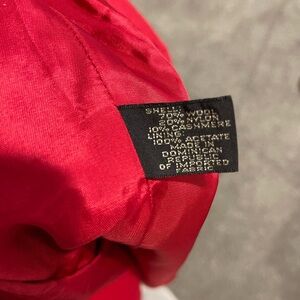 SHELL:
70% WOOL
20% NYLON
10% CASHMERE
LINING:
100% ACETATE
MADE IN
DOMINICAN
REPUBLIC
OF IMPORTED
FABRIC